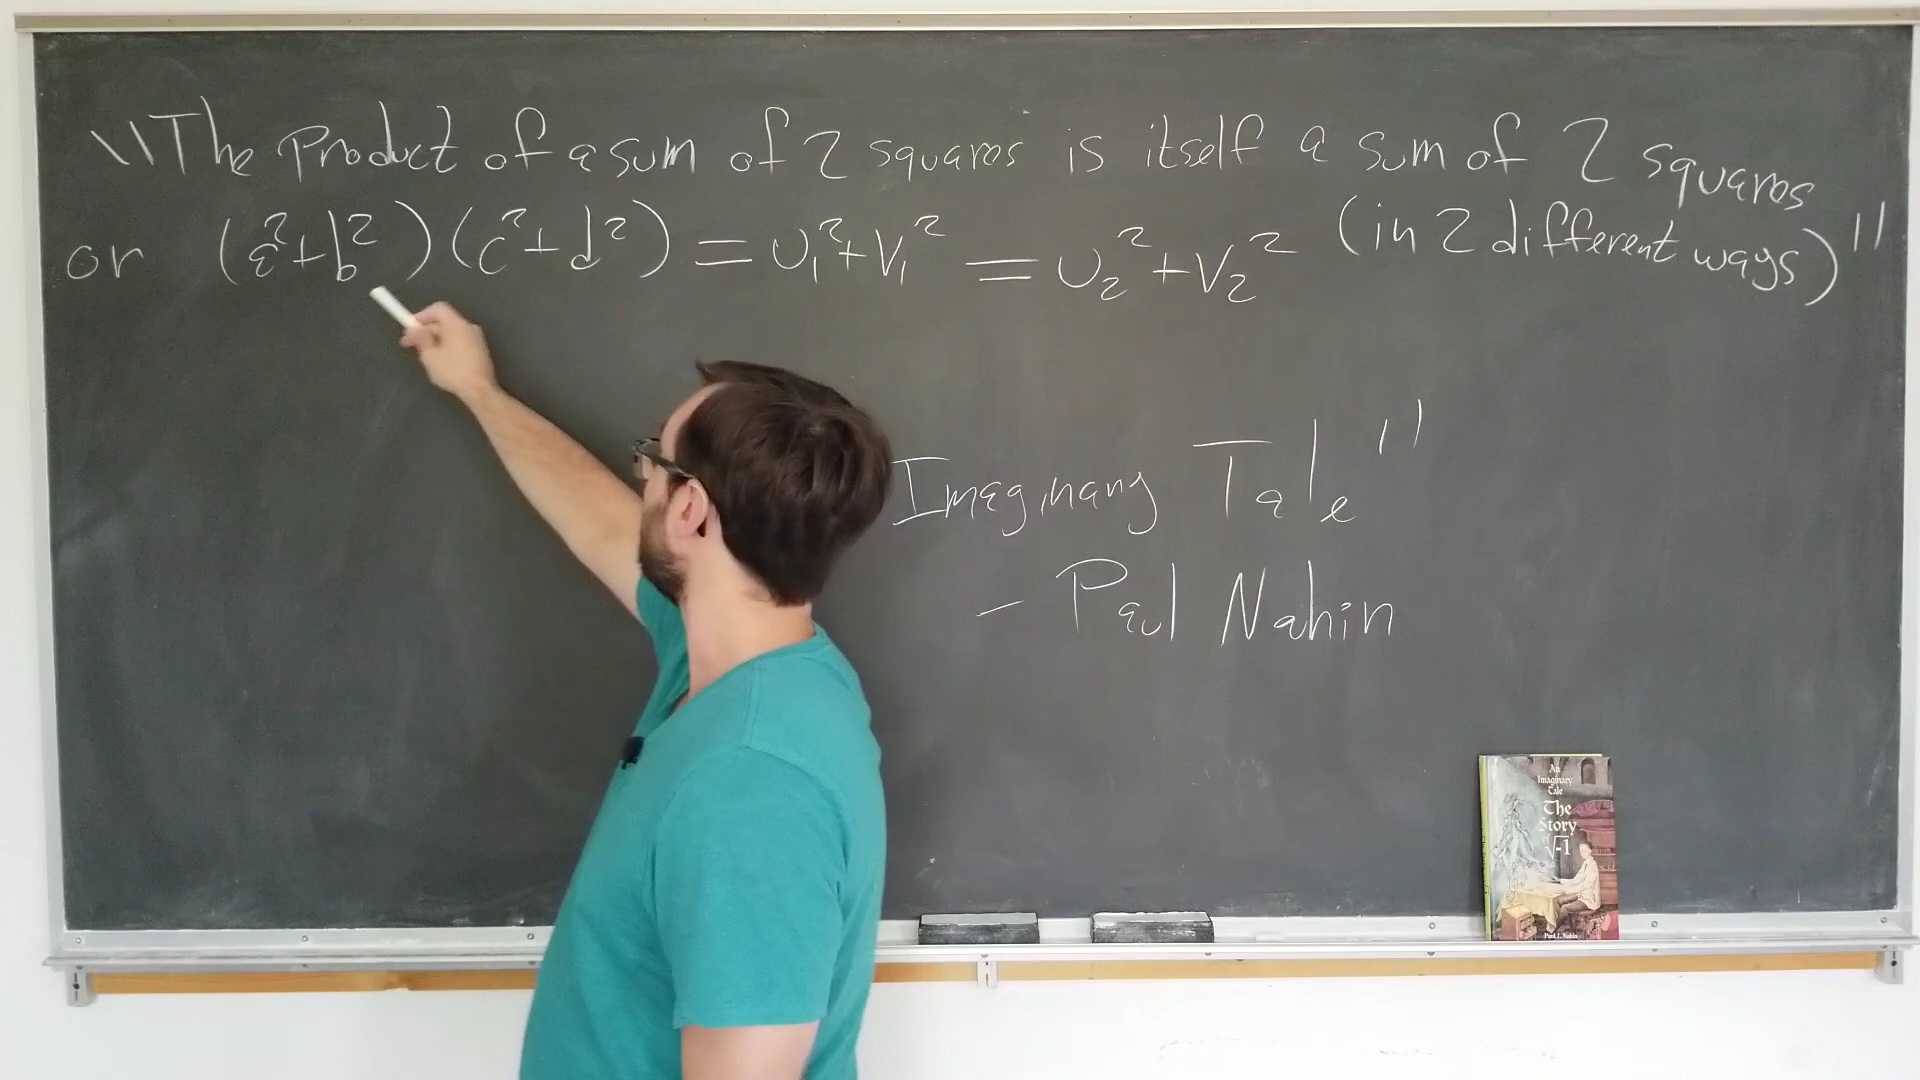 "The Product of a sum of 2 squares is itself a sum of 2 squares
or (a²+b²)(c²+d²) = U₁²+V₁² = U₂²+V₂² (in 2 different ways)"
Imaginary Tale"
- Paul Nahin
An
Imaginary
Tale
The
Story
√-1
Paul J. Nahin